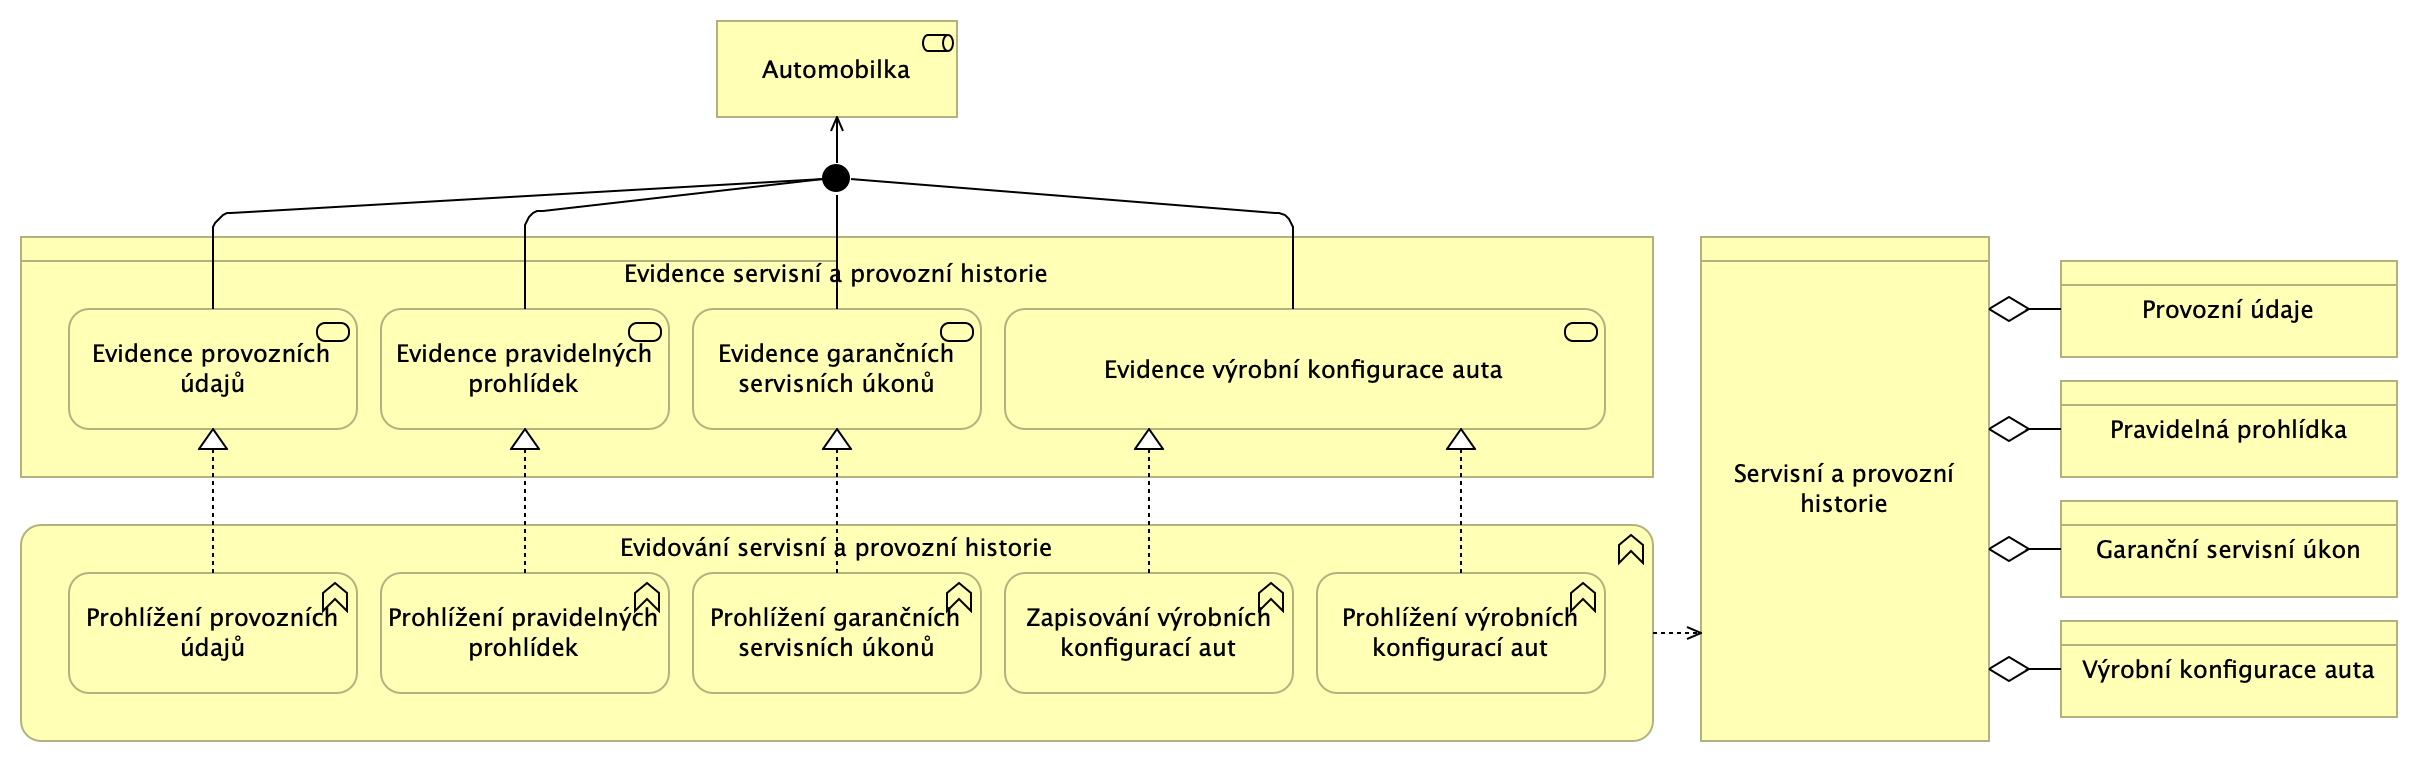 Automobilka
Evidence servisní a provozní historie
Evidence provozních
údajů
Evidence pravidelných
prohlídek
Evidence garančních
servisních úkonů
Evidence výrobní konfigurace auta
Evidování servisní a provozní historie
Prohlížení provozních
údajů
Prohlížení pravidelných
prohlídek
Prohlížení garančních
servisních úkonů
Zapisování výrobních
konfigurací aut
Prohlížení výrobních
konfigurací aut
Servisní a provozní
historie
Provozní údaje
Pravidelná prohlídka
Garanční servisní úkon
Výrobní konfigurace auta